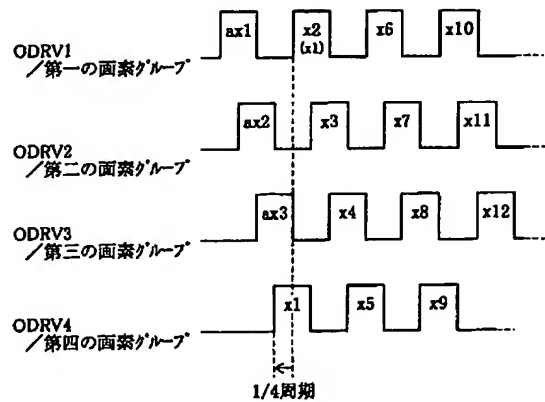 ax1 x2 x6 x10
(x1)
ODRV1
/第一の画素グループ
ax2 x3 x7 x11
ODRV2
/第二の画素グループ
ax3 x4 x8 x12
ODRV3
/第三の画素グループ
x1 x5 x9
ODRV4
/第四の画素グループ
1/4周期